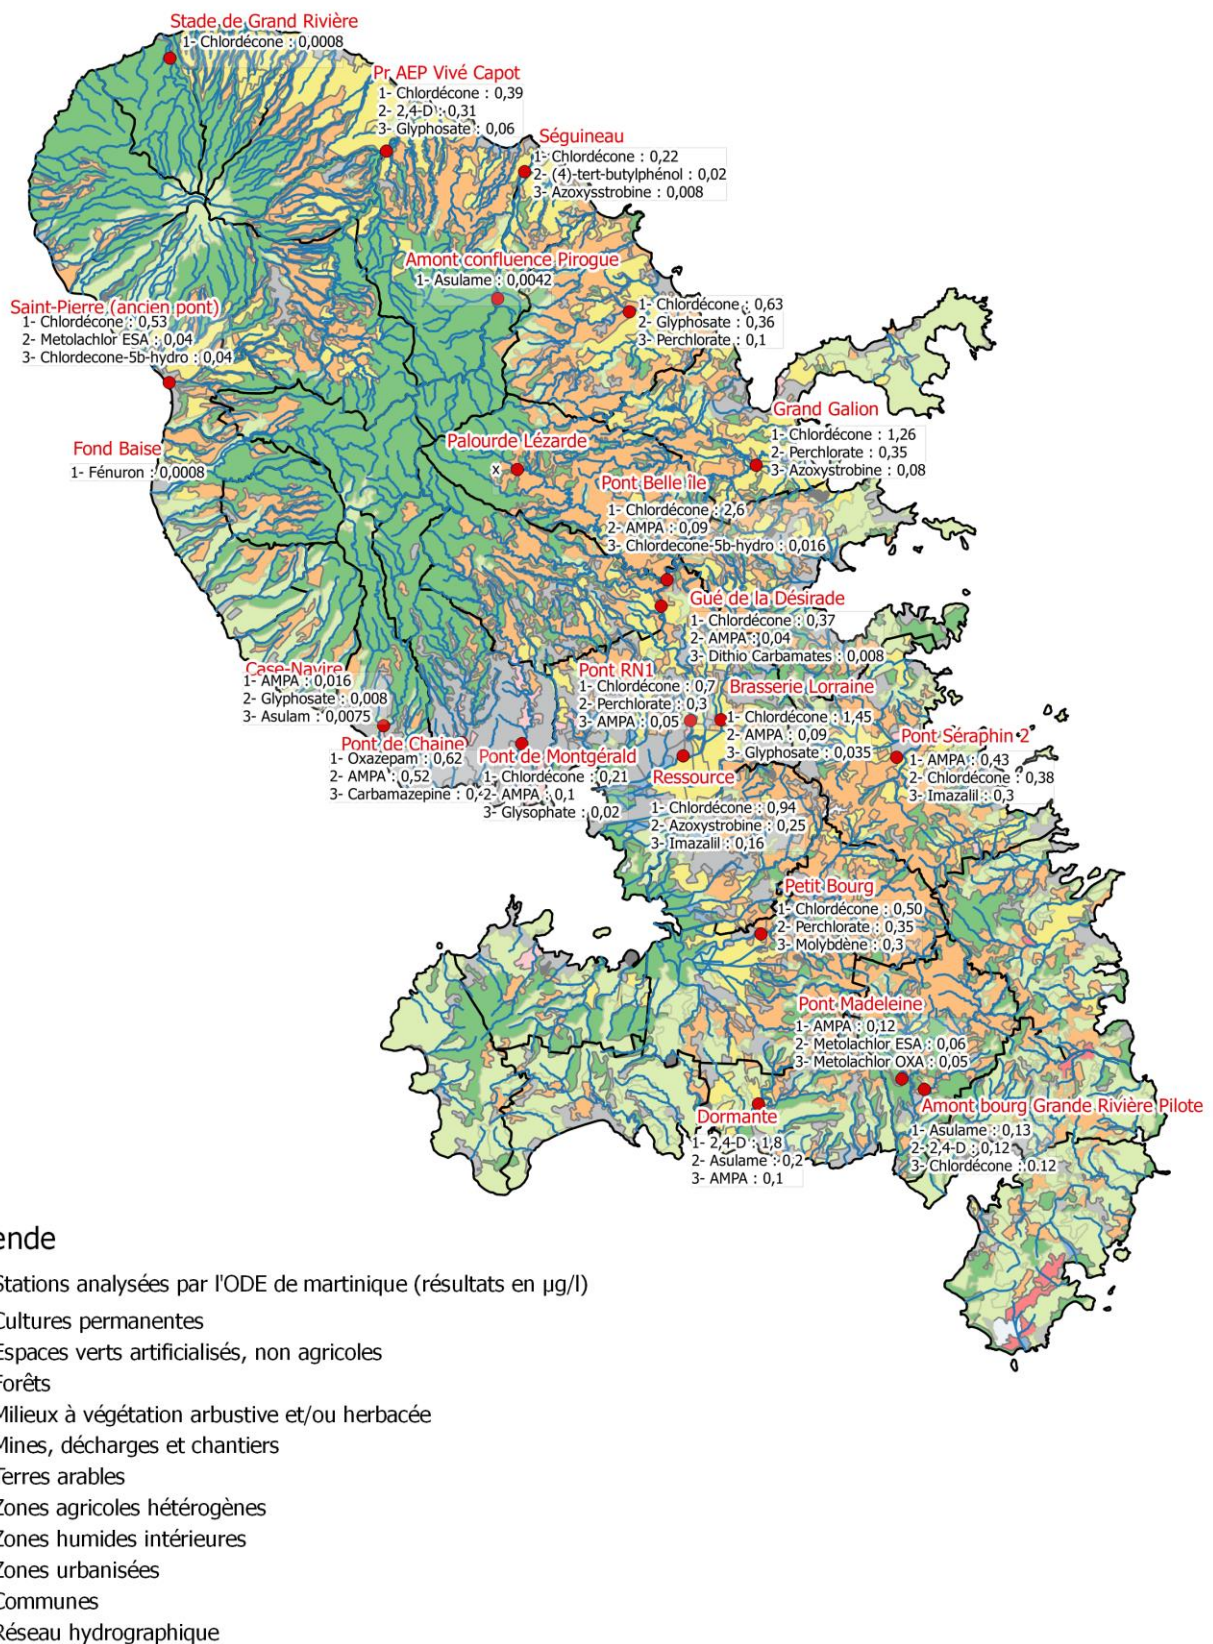 Stade de Grand Rivière
1- Chlordécone : 0,0008
Pr AEP Vivé Capot
1- Chlordécone : 0,39
2- 2,4-D : 0,31
3- Glyphosate : 0,06
Séguineau
1- Chlordécone : 0,22
2- (4)-tert-butylphénol : 0,02
3- Azoxysstrobine : 0,008
Amont confluence Pirogue
1- Asulame : 0,0042
Saint-Pierre (ancien pont)
1- Chlordécone : 0,53
2- Metolachlor ESA : 0,04
3- Chlordecone-5b-hydro : 0,04
1- Chlordécone : 0,63
2- Glyphosate : 0,36
3- Perchlorate : 0,1
Grand Galion
1- Chlordécone : 1,26
2- Perchlorate : 0,35
3- Azoxystrobine : 0,08
Fond Baise
1- Fénuron : 0,0008
Palourde Lézarde
x
Pont Belle île
1- Chlordécone : 2,6
2- AMPA : 0,09
3- Chlordecone-5b-hydro : 0,016
Gué de la Désirade
1- Chlordécone : 0,37
2- AMPA : 0,04
3- Dithio Carbamates : 0,008
Case-Navire
1- AMPA : 0,016
2- Glyphosate : 0,008
3- Asulam : 0,0075
Pont RN1
1- Chlordécone : 0,7
2- Perchlorate : 0,3
3- AMPA : 0,05
Brasserie Lorraine
1- Chlordécone : 1,45
2- AMPA : 0,09
3- Glyphosate : 0,035
Pont Séraphin 2
1- AMPA : 0,43
2- Chlordécone : 0,38
3- Imazalil : 0,3
Pont de Chaine
1- Oxazepam : 0,62
2- AMPA : 0,52
3- Carbamazepine :
Pont de Montgérald
1- Chlordécone : 0,21
2- AMPA : 0,1
3- Glysophate : 0,02
Ressource
1- Chlordécone : 0,94
2- Azoxystrobine : 0,25
3- Imazalil : 0,16
Petit Bourg
1- Chlordécone : 0,50
2- Perchlorate : 0,35
3- Molybdène : 0,3
Pont Madeleine
1- AMPA : 0,12
2- Metolachlor ESA : 0,06
3- Metolachlor OXA : 0,05
Dormante
1- 2,4-D : 1,8
2- Asulame : 0,2
3- AMPA : 0,1
Amont bourg Grande Rivière Pilote
1- Asulame : 0,13
2- 2,4-D : 0,12
3- Chlordécone : 0.12
ende
Stations analysées par l'ODE de martinique (résultats en µg/l)
Cultures permanentes
Espaces verts artificialisés, non agricoles
Forêts
Milieux à végétation arbustive et/ou herbacée
Mines, décharges et chantiers
Terres arables
Zones agricoles hétérogènes
Zones humides intérieures
Zones urbanisées
Communes
Réseau hydrographique